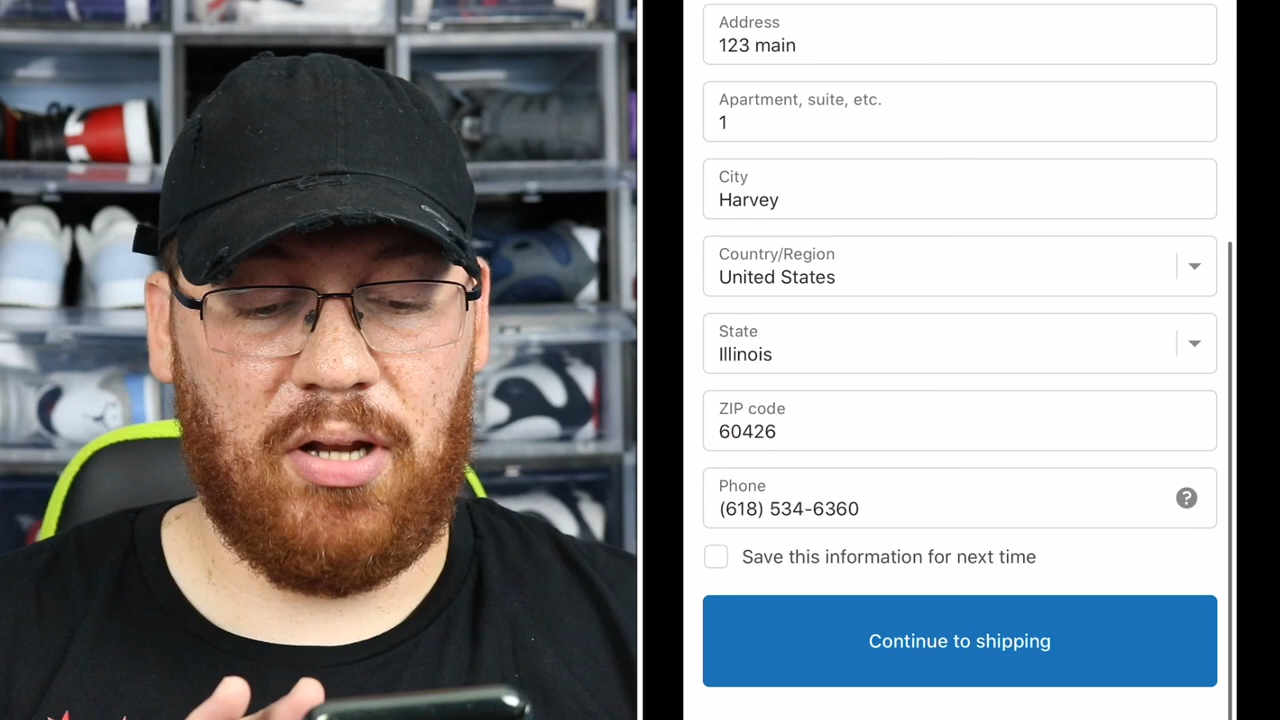 Address
123 main
Apartment, suite, etc.
1
City
Harvey
Country/Region
United States
State
Illinois
ZIP code
60426
Phone
(618) 534-6360
?
Save this information for next time
Continue to shipping